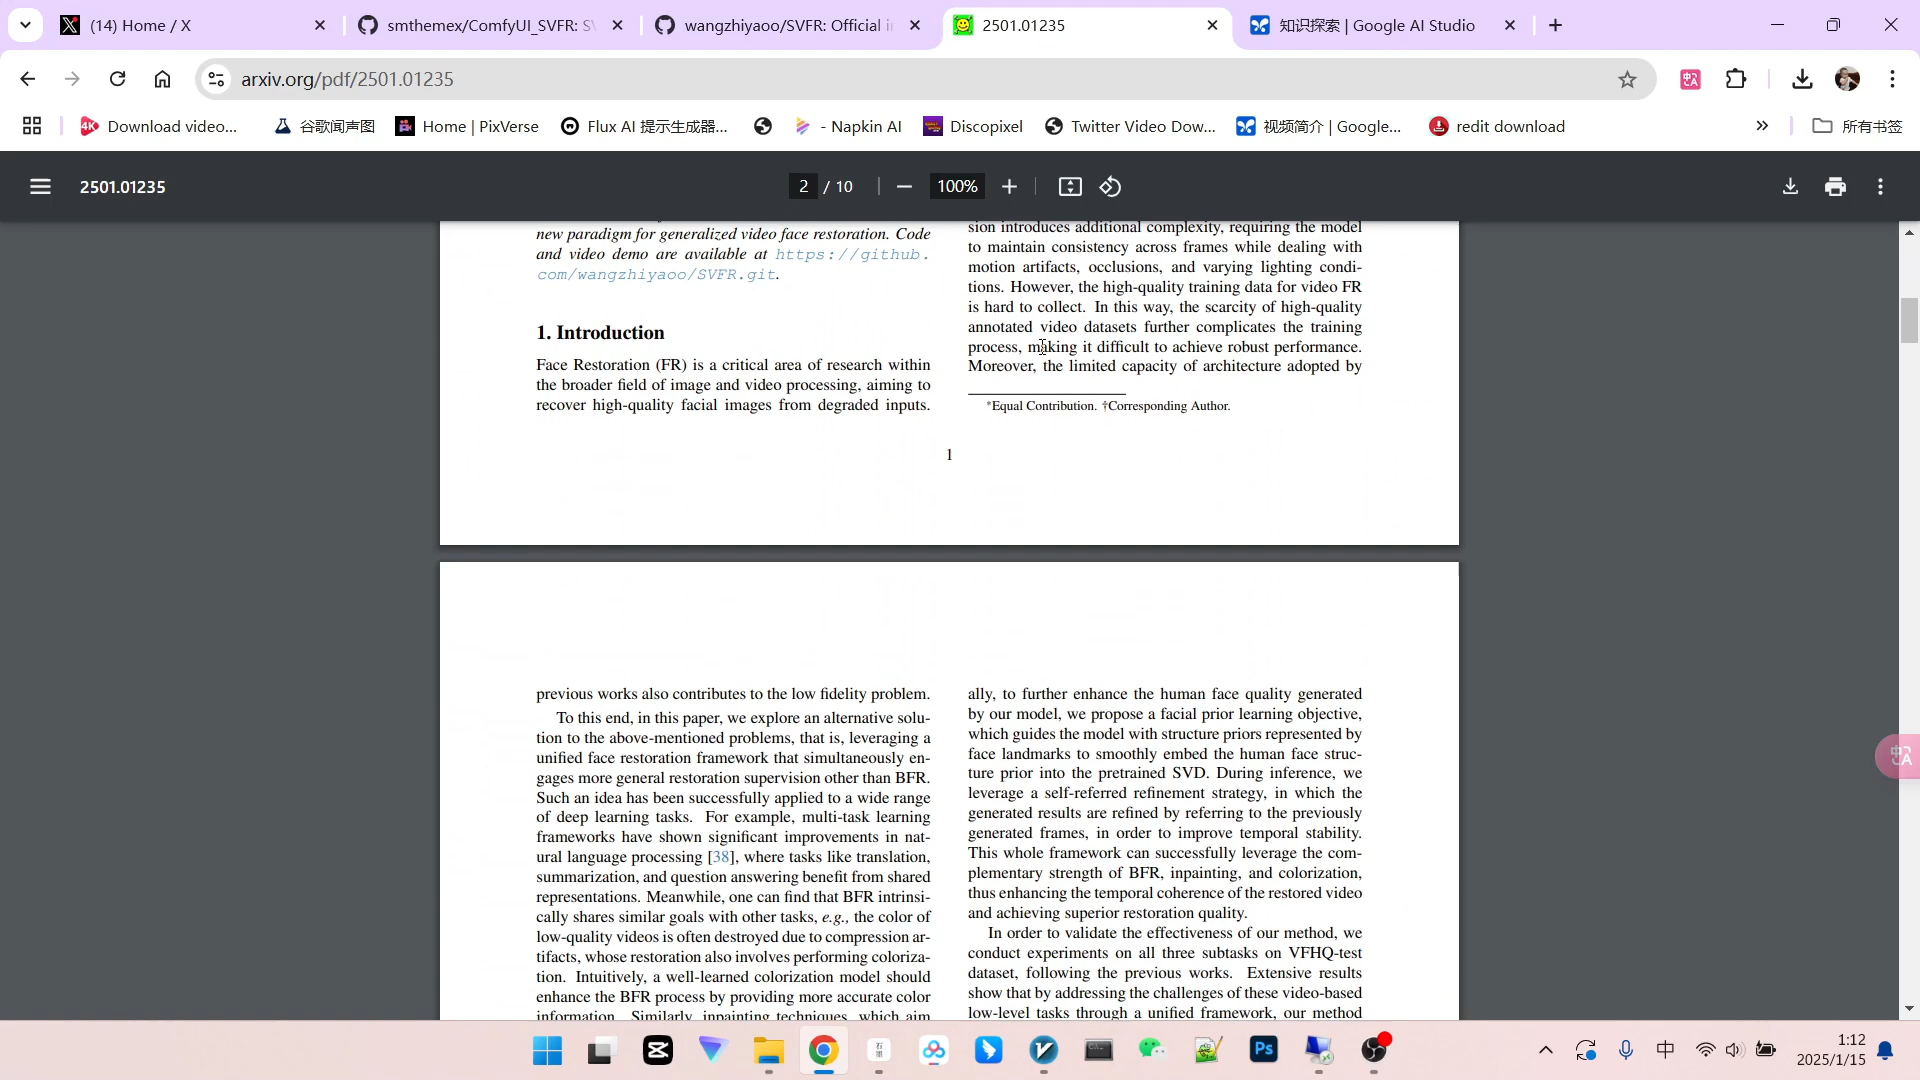 (14) Home / X
smthemex/ComfyUI_SVFR: S
wangzhiyaoo/SVFR: Official i
2501.01235
知识探索 | Google AI Studio
arxiv.org/pdf/2501.01235
4K
Download video...
谷歌闻声图
Home | PixVerse
Flux AI 提示生成器...
- Napkin AI
Discopixel
Twitter Video Dow...
视频简介 | Google...
redit download
所有书签
2501.01235
2 / 10
100%
new paradigm for generalized video face restoration. Code
and video demo are available at https://github.
com/wangzhiyaoo/SVFR.git.
1. Introduction
Face Restoration (FR) is a critical area of research within
the broader field of image and video processing, aiming to
recover high-quality facial images from degraded inputs.
sion introduces additional complexity, requiring the model
to maintain consistency across frames while dealing with
motion artifacts, occlusions, and varying lighting condi-
tions. However, the high-quality training data for video FR
is hard to collect. In this way, the scarcity of high-quality
annotated video datasets further complicates the training
process, making it difficult to achieve robust performance.
Moreover, the limited capacity of architecture adopted by
*Equal Contribution. †Corresponding Author.
1
previous works also contributes to the low fidelity problem.
To this end, in this paper, we explore an alternative solu-
tion to the above-mentioned problems, that is, leveraging a
unified face restoration framework that simultaneously en-
gages more general restoration supervision other than BFR.
Such an idea has been successfully applied to a wide range
of deep learning tasks. For example, multi-task learning
frameworks have shown significant improvements in nat-
ural language processing [38], where tasks like translation,
summarization, and question answering benefit from shared
representations. Meanwhile, one can find that BFR intrinsi-
cally shares similar goals with other tasks, e.g., the color of
low-quality videos is often destroyed due to compression ar-
tifacts, whose restoration also involves performing coloriza-
tion. Intuitively, a well-learned colorization model should
enhance the BFR process by providing more accurate color
information. Similarly, inpainting techniques, which aim
ally, to further enhance the human face quality generated
by our model, we propose a facial prior learning objective,
which guides the model with structure priors represented by
face landmarks to smoothly embed the human face struc-
ture prior into the pretrained SVD. During inference, we
leverage a self-referred refinement strategy, in which the
generated results are refined by referring to the previously
generated frames, in order to improve temporal stability.
This whole framework can successfully leverage the com-
plementary strength of BFR, inpainting, and colorization,
thus enhancing the temporal coherence of the restored video
and achieving superior restoration quality.
In order to validate the effectiveness of our method, we
conduct experiments on all three subtasks on VFHQ-test
dataset, following the previous works. Extensive results
show that by addressing the challenges of these video-based
low-level tasks through a unified framework, our method
石墨
Ps
中
1:12
2025/1/15